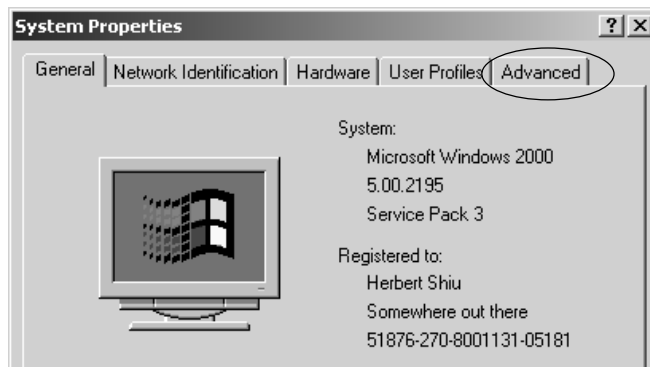 System Properties
General Network Identification Hardware User Profiles Advanced
System:
Microsoft Windows 2000
5.00.2195
Service Pack 3
Registered to:
Herbert Shiu
Somewhere out there
51876-270-8001131-05181